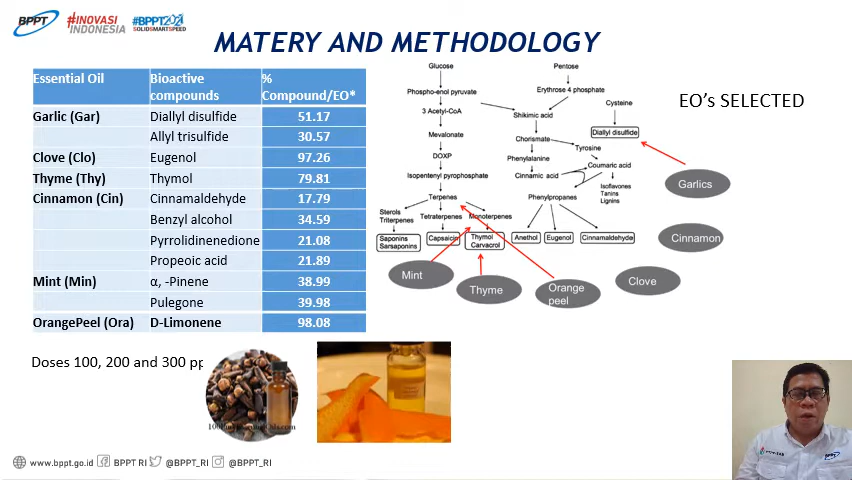 BPPT
#INOVASI
INDONESIA
#BPPT2021
SOLIDSMARTSPEED
MATERY AND METHODOLOGY
Essential Oil Bioactive compounds % Compound/EO*
Garlic (Gar) Diallyl disulfide 51.17
Allyl trisulfide 30.57
Clove (Clo) Eugenol 97.26
Thyme (Thy) Thymol 79.81
Cinnamon (Cin) Cinnamaldehyde 17.79
Benzyl alcohol 34.59
Pyrrolidinenedione 21.08
Propeoic acid 21.89
Mint (Min) α, -Pinene 38.99
Pulegone 39.98
OrangePeel (Ora) D-Limonene 98.08
Doses 100, 200 and 300 pp
Glucose
Pentose
Phospho-enol pyruvate
Erythrose 4 phosphate
3 Acetyl-CoA
Shikimic acid
Cysteine
Diallyl disulfide
Mevalonate
Chorismate
Tyrosine
DOXP
Phenylalanine
Coumaric acid
Isopentenyl pyrophosphate
Cinnamic acid
Isoflavones
Tanins
Lignins
Terpenes
Phenylpropanes
Sterols
Triterpenes
Tetraterpenes
Monoterpenes
Saponins
Sarsaponins
Capsaicin
Thymol
Carvacrol
Anethol
Eugenol
Cinnamaldehyde
EO's SELECTED
Garlics
Cinnamon
Clove
Orange
peel
Thyme
Mint
www.bppt.go.id BPPT RI @BPPT_RI @BPPT_RI
BPPT